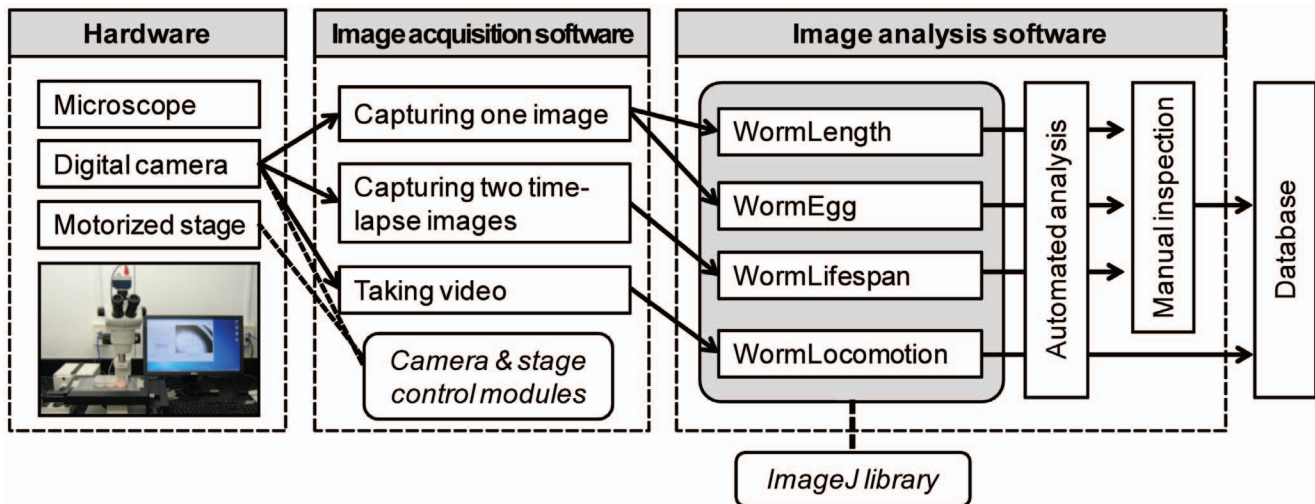 Hardware
Image acquisition software
Image analysis software
Microscope
Digital camera
Motorized stage
Capturing one image
Capturing two time-
lapse images
Taking video
Camera & stage
control modules
WormLength
WormEgg
WormLifespan
WormLocomotion
Automated analysis
Manual inspection
Database
ImageJ library